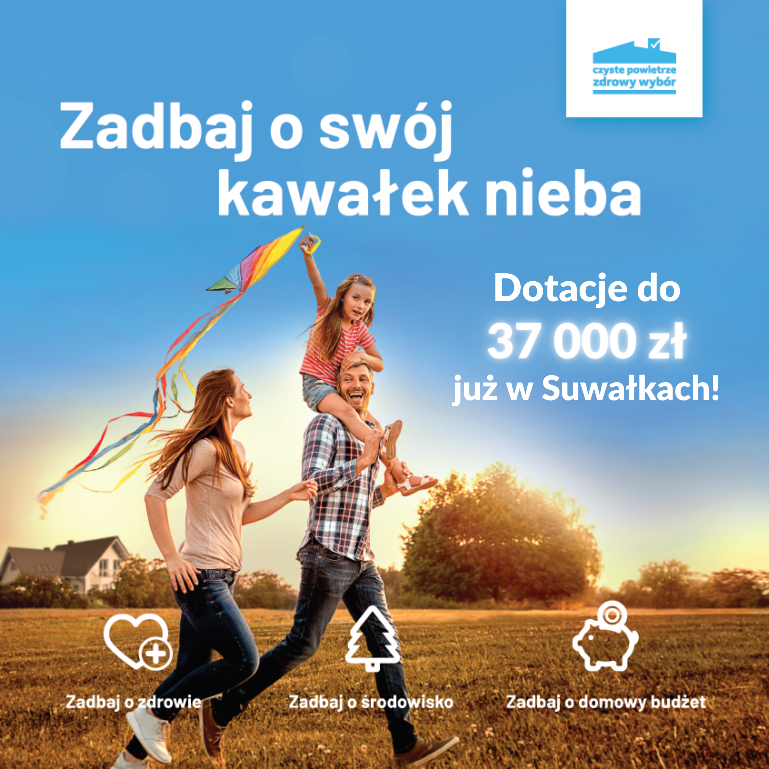 czyste powietrze
zdrowy wybór
Zadbaj o swój
kawałek nieba
Dotacje do
37 000 zł
już w Suwałkach!
Zadbaj o zdrowie
Zadbaj o środowisko
Zadbaj o domowy budżet